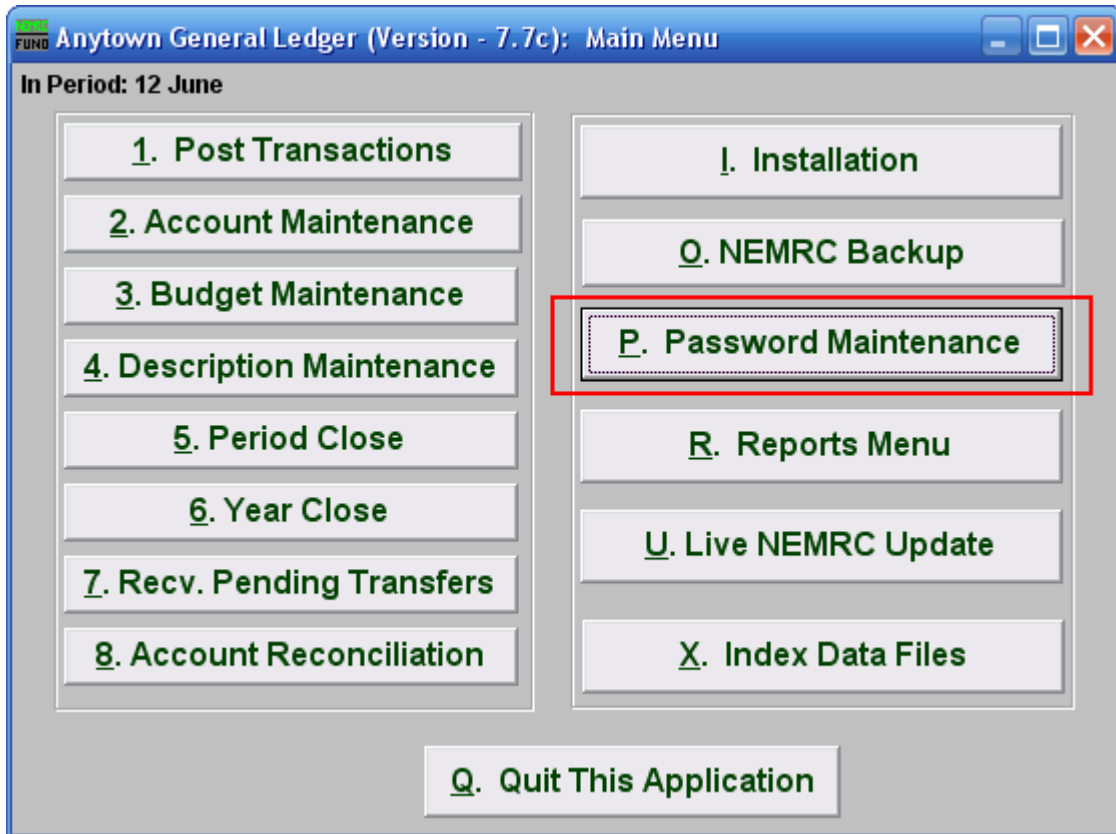 NEMRC
FUND Anytown General Ledger (Version - 7.7c): Main Menu
In Period: 12 June
1. Post Transactions
2. Account Maintenance
3. Budget Maintenance
4. Description Maintenance
5. Period Close
6. Year Close
7. Recv. Pending Transfers
8. Account Reconciliation
I. Installation
O. NEMRC Backup
P. Password Maintenance
R. Reports Menu
U. Live NEMRC Update
X. Index Data Files
Q. Quit This Application